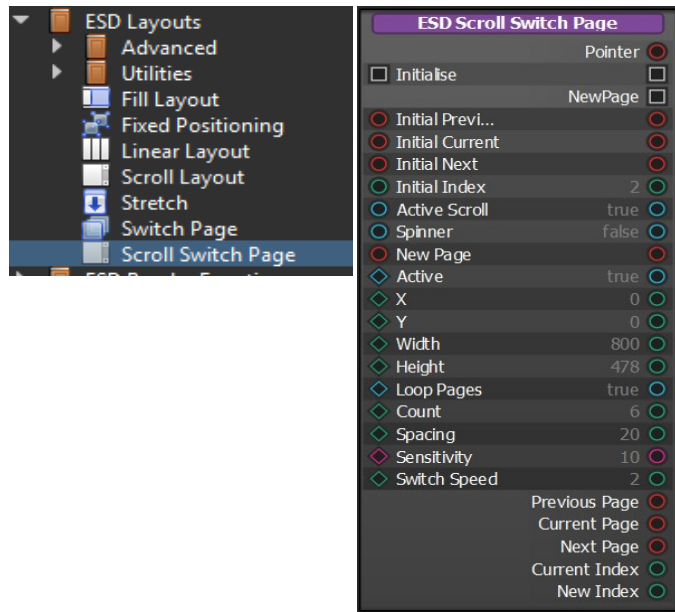 ESD Layouts
Advanced
Utilities
Fill Layout
Fixed Positioning
Linear Layout
Scroll Layout
Stretch
Switch Page
Scroll Switch Page
ESD Scroll Switch Page
Pointer
Initialise
NewPage
Initial Previ...
Initial Current
Initial Next
Initial Index 2
Active Scroll true
Spinner false
New Page
Active true
X 0
Y 0
Width 800
Height 478
Loop Pages true
Count 6
Spacing 20
Sensitivity 10
Switch Speed 2
Previous Page
Current Page
Next Page
Current Index
New Index